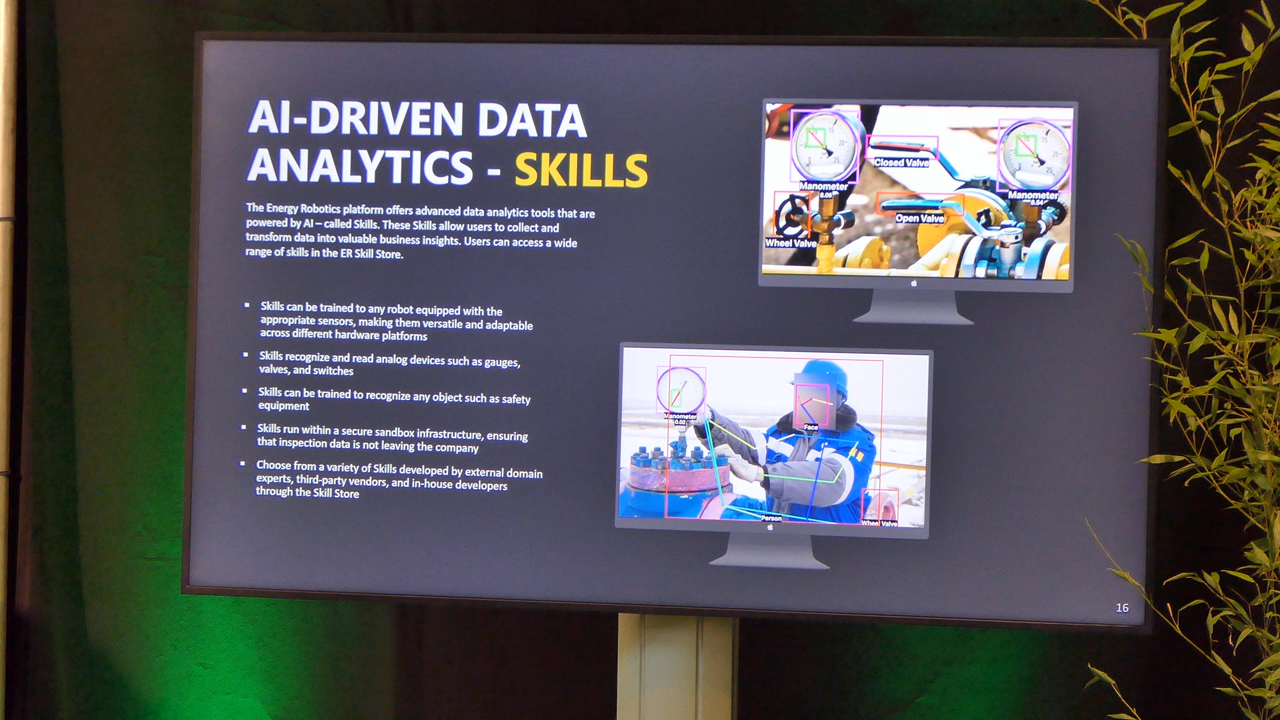 AI-DRIVEN DATA
ANALYTICS - SKILLS
The Energy Robotics platform offers advanced data analytics tools that are
powered by AI – called Skills. These Skills allow users to collect and
transform data into valuable business insights. Users can access a wide
range of skills in the ER Skill Store.
▪ Skills can be trained to any robot equipped with the
appropriate sensors, making them versatile and adaptable
across different hardware platforms
▪ Skills recognize and read analog devices such as gauges,
valves, and switches
▪ Skills can be trained to recognize any object such as safety
equipment
▪ Skills run within a secure sandbox infrastructure, ensuring
that inspection data is not leaving the company
▪ Choose from a variety of Skills developed by external domain
experts, third-party vendors, and in-house developers
through the Skill Store
Closed Valve
Manometer
Manometer
Open Valve
Wheel Valve
Manometer
0.02
Face
Person
Wheel Valve
16